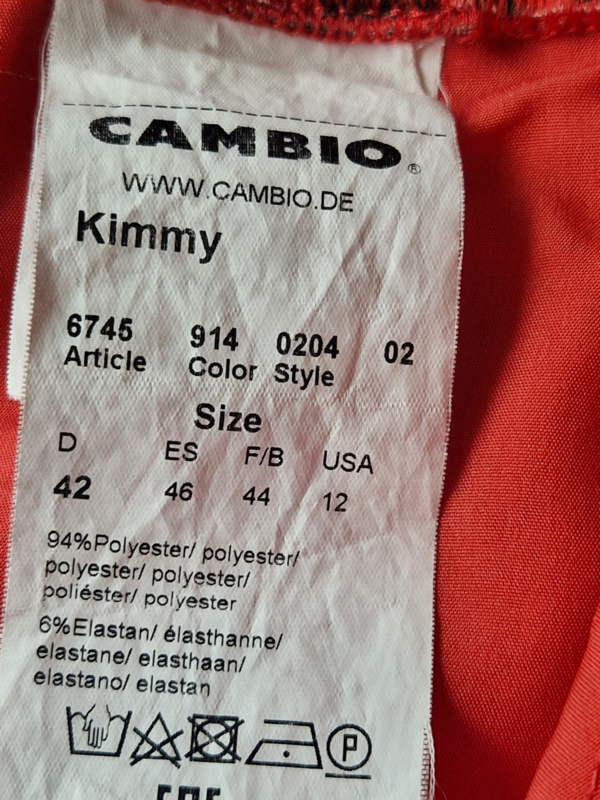 CAMBIO®
WWW.CAMBIO.DE
Kimmy
6745 914 0204 02
Article Color Style
Size
D ES F/B USA
42 46 44 12
94%Polyester/ polyester/
polyester/ polyester/
poliéster/ polyester
6%Elastan/ élasthanne/
elastane/ elasthaan/
elastano/ elastan
P